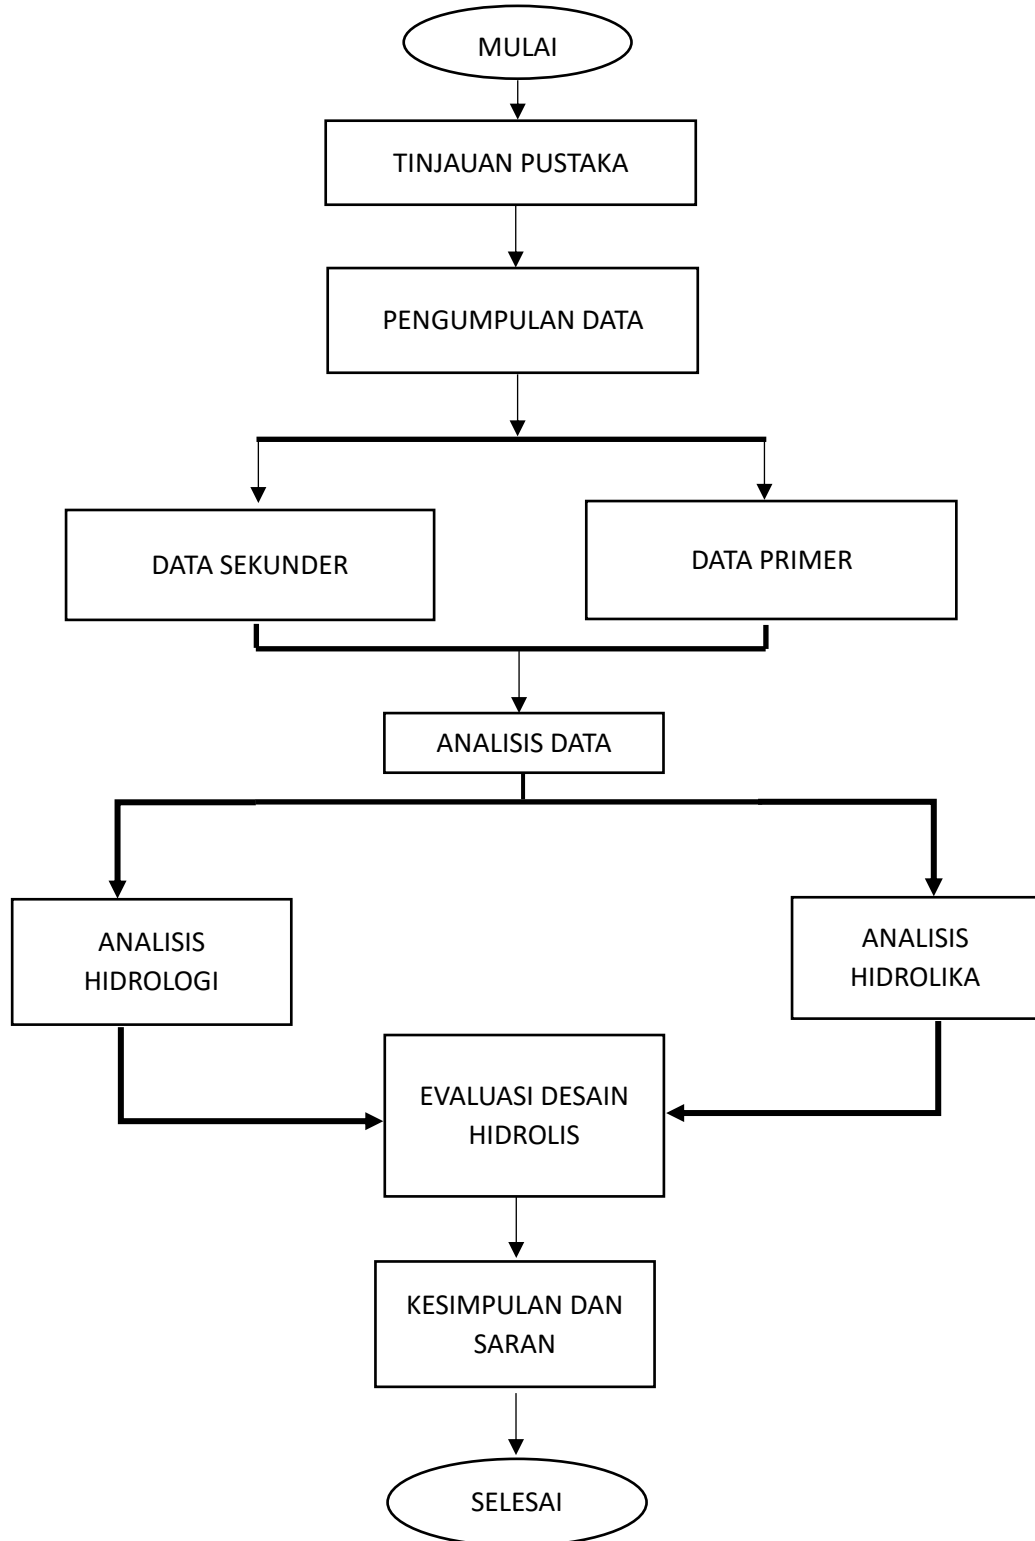 MULAI
TINJAUAN PUSTAKA
PENGUMPULAN DATA
DATA SEKUNDER
DATA PRIMER
ANALISIS DATA
ANALISIS
HIDROLOGI
ANALISIS
HIDROLIKA
EVALUASI DESAIN
HIDROLIS
KESIMPULAN DAN
SARAN
SELESAI